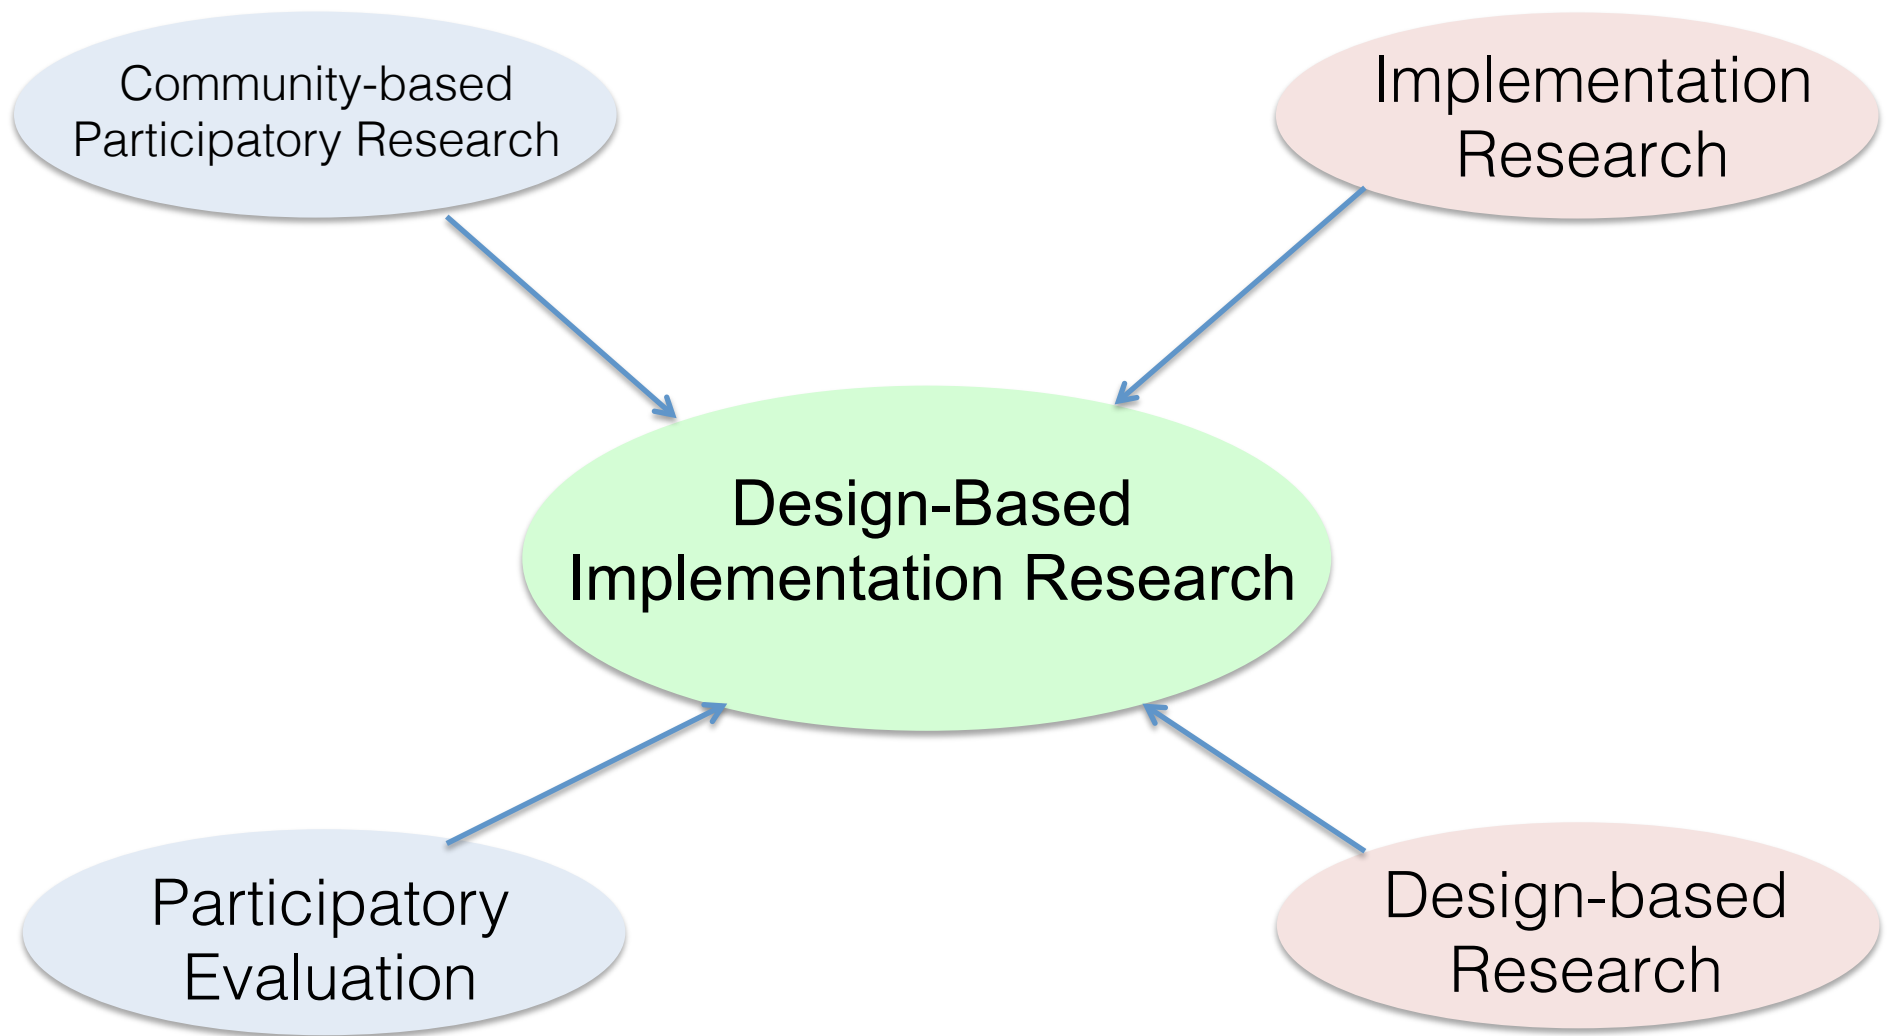 Community-based
Participatory Research
Implementation
Research
Design-Based
Implementation Research
Participatory
Evaluation
Design-based
Research